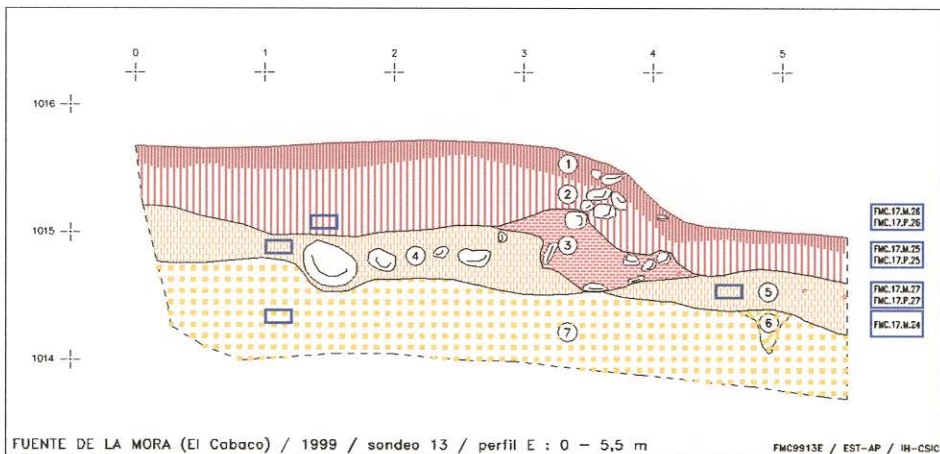 0 1 2 3 4 5
1016
1
2
FMC.17.M.26
FMC.17.P.26
1015
3
4
FMC.17.M.25
FMC.17.P.25
5
FMC.17.M.27
FMC.17.P.27
6
FMC.17.M.24
7
1014
FUENTE DE LA MORA (El Cabaco) / 1999 / sondeo 13 / perfil E : 0 - 5,5 m
FMC9913E / EST-AP / IH-CSIC